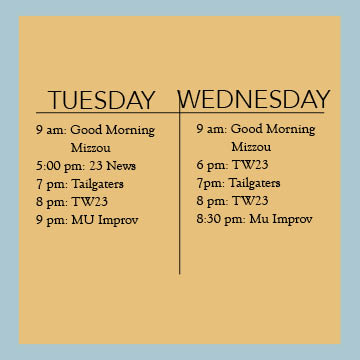 TUESDAY
9 am: Good Morning
Mizzou
5:00 pm: 23 News
7 pm: Tailgaters
8 pm: TW23
9 pm: MU Improv
WEDNESDAY
9 am: Good Morning
Mizzou
6 pm: TW23
7pm: Tailgaters
8 pm: TW23
8:30 pm: Mu Improv